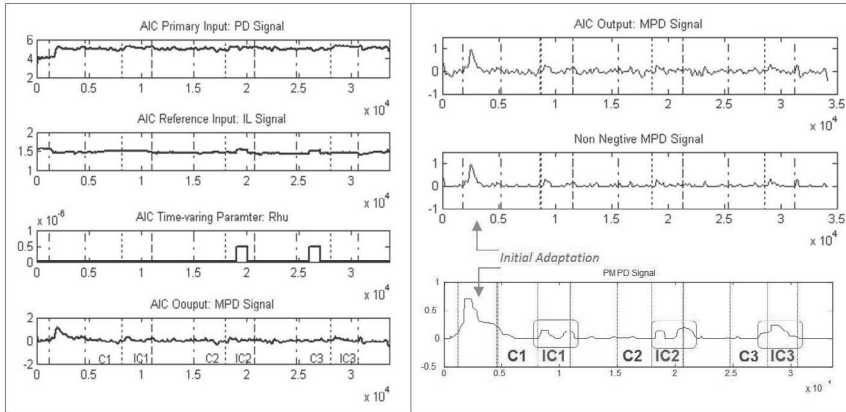 AIC Primary Input: PD Signal
6
4
2
0 0.5 1 1.5 2 2.5 3
x 10^4
AIC Reference Input: IL Signal
2
1.5
1
0 0.5 1 1.5 2 2.5 3
x 10^-6
x 10^4
AIC Time-varing Paramter: Rhu
1
0.5
0
0 0.5 1 1.5 2 2.5 3
x 10^4
AIC Oouput: MPD Signal
2
0
-2
C1 IC1 C2 IC2 C3 IC3
0 0.5 1 1.5 2 2.5 3
x 10^4
AIC Output: MPD Signal
1
0
-1
0 0.5 1 1.5 2 2.5 3 3.5
x 10^4
Non Negtive MPD Signal
1
0
-1
0 0.5 1 1.5 2 2.5 3 3.5
x 10^4
Initial Adaptation
PMPD Signal
1
0.5
0
-0.5
C1 IC1 C2 IC2 C3 IC3
0 0.5 1 1.5 2 2.5 3
x 10^4